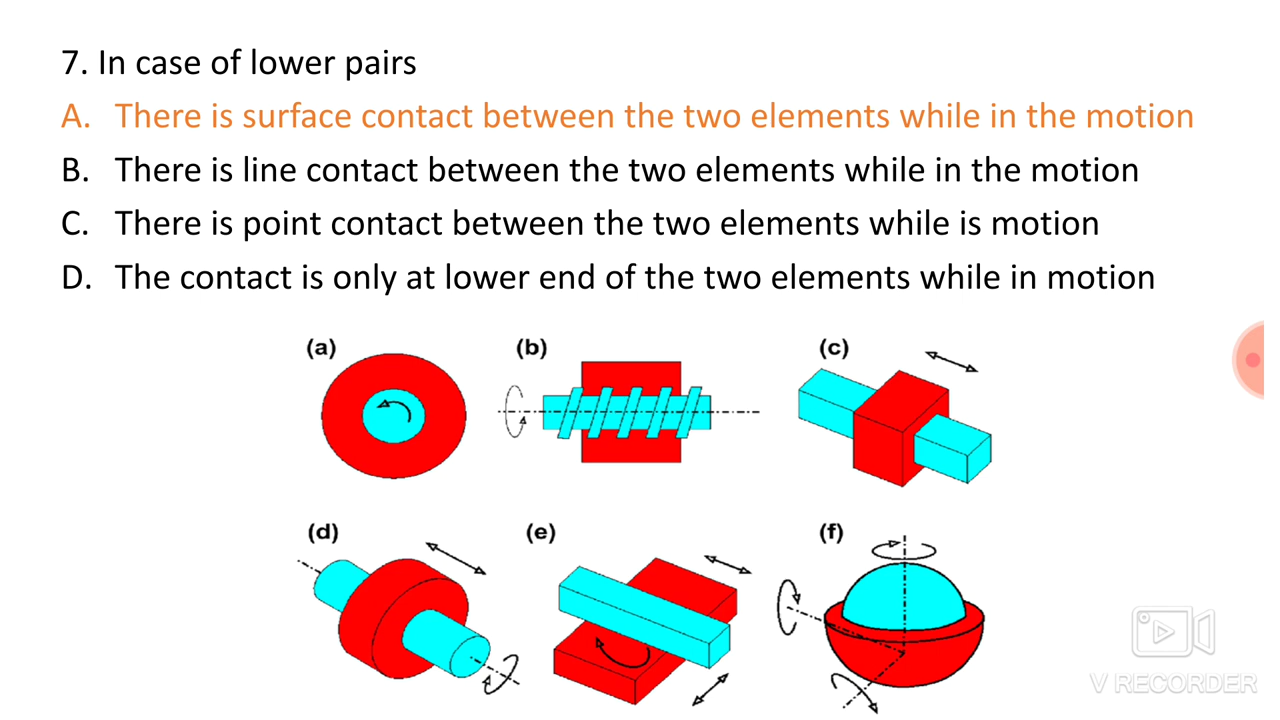 7. In case of lower pairs
A. There is surface contact between the two elements while in the motion
B. There is line contact between the two elements while in the motion
C. There is point contact between the two elements while is motion
D. The contact is only at lower end of the two elements while in motion
(a) (b) (c)
(d) (e) (f)
V RECORDER